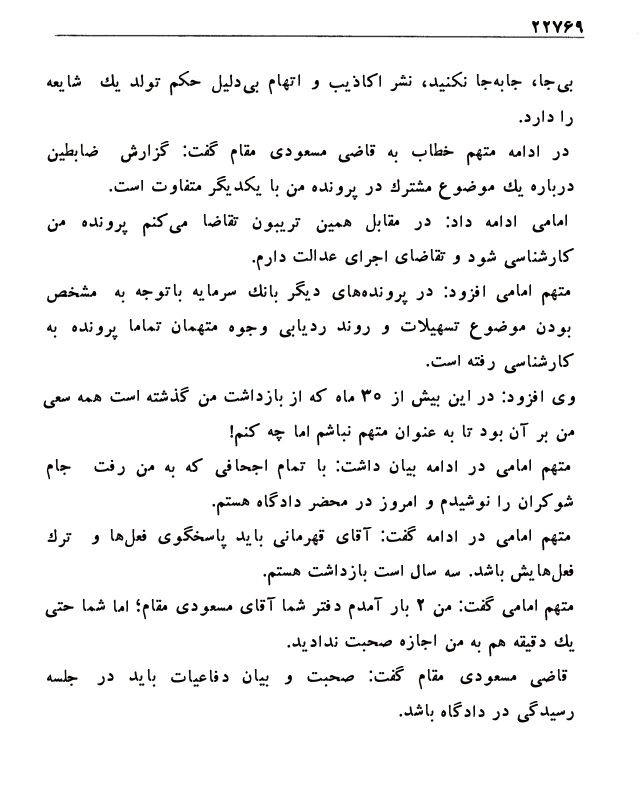 ۲۲۷۶۹
بی‌جا، جابه‌جا نکنید، نشر اکاذیب و اتهام بی‌دلیل حکم تولد یك شایعه
را دارد.
در ادامه متهم خطاب به قاضی مسعودی مقام گفت: گزارش ضابطین
درباره یك موضوع مشترك در پرونده من با یکدیگر متفاوت است.
امامی ادامه داد: در مقابل همین تریبون تقاضا می‌کنم پرونده من
کارشناسی شود و تقاضای اجرای عدالت دارم.
متهم امامی افزود: در پرونده‌های دیگر بانك سرمایه باتوجه به مشخص
بودن موضوع تسهیلات و روند ردیابی وجوه متهمان تماما پرونده به
کارشناسی رفته است.
وی افزود: در این بیش از ۳۰ ماه که از بازداشت من گذشته است همه سعی
من بر آن بود تا به عنوان متهم نباشم اما چه کنم!
متهم امامی در ادامه بیان داشت: با تمام اجحافی که به من رفت جام
شوکران را نوشیدم و امروز در محضر دادگاه هستم.
متهم امامی در ادامه گفت: آقای قهرمانی باید پاسخگوی فعل‌ها و ترك
فعل‌هایش باشد. سه سال است بازداشت هستم.
متهم امامی گفت: من ۲ بار آمدم دفتر شما آقای مسعودی مقام؛ اما شما حتی
یك دقیقه هم به من اجازه صحبت ندادید.
قاضی مسعودی مقام گفت: صحبت و بیان دفاعیات باید در جلسه
رسیدگی در دادگاه باشد.